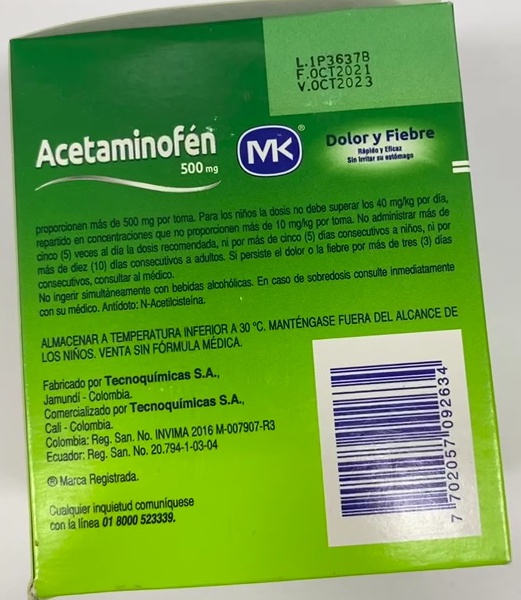 L.1P3637B
F.OCT2021
V.OCT2023
Acetaminofén
500 mg
MK®
Dolor y Fiebre
Rápido y Eficaz
Sin irritar su estómago
proporcionen más de 500 mg por toma. Para los niños la dosis no debe superar los 40 mg/kg por día,
repartido en concentraciones que no proporcionen más de 10 mg/kg por toma. No administrar más de
cinco (5) veces al día la dosis recomendada, ni por más de cinco (5) días consecutivos a niños, ni por
más de diez (10) días consecutivos a adultos. Si persiste el dolor o la fiebre por más de tres (3) días
consecutivos, consultar al médico.
No ingerir simultáneamente con bebidas alcohólicas. En caso de sobredosis consulte inmediatamente
con su médico. Antídoto: N-Acetilcisteína.
ALMACENAR A TEMPERATURA INFERIOR A 30 °C. MANTÉNGASE FUERA DEL ALCANCE DE
LOS NIÑOS. VENTA SIN FÓRMULA MÉDICA.
Fabricado por Tecnoquímicas S.A.,
Jamundí - Colombia.
Comercializado por Tecnoquímicas S.A.,
Cali - Colombia.
Colombia: Reg. San. No. INVIMA 2016 M-007907-R3
Ecuador: Reg. San. No. 20.794-1-03-04
® Marca Registrada.
Cualquier inquietud comuníquese
con la línea 01 8000 523339.
7 702057 092634